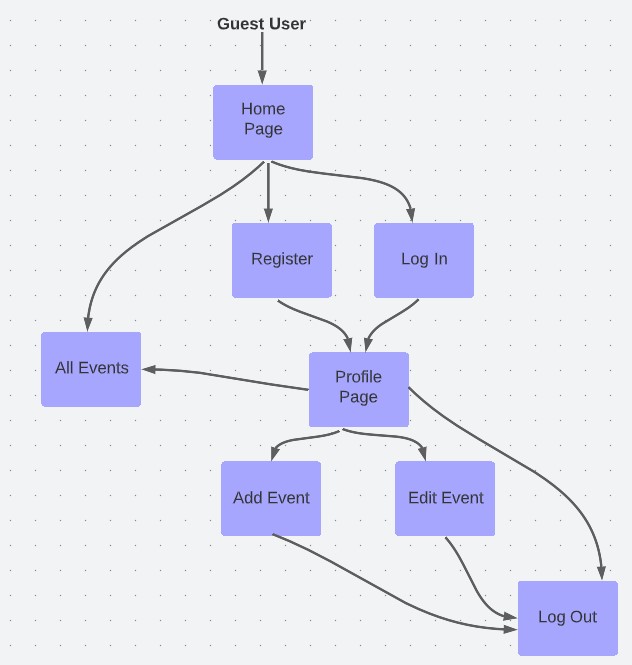 Guest User
Home
Page
Register
Log In
All Events
Profile
Page
Add Event
Edit Event
Log Out